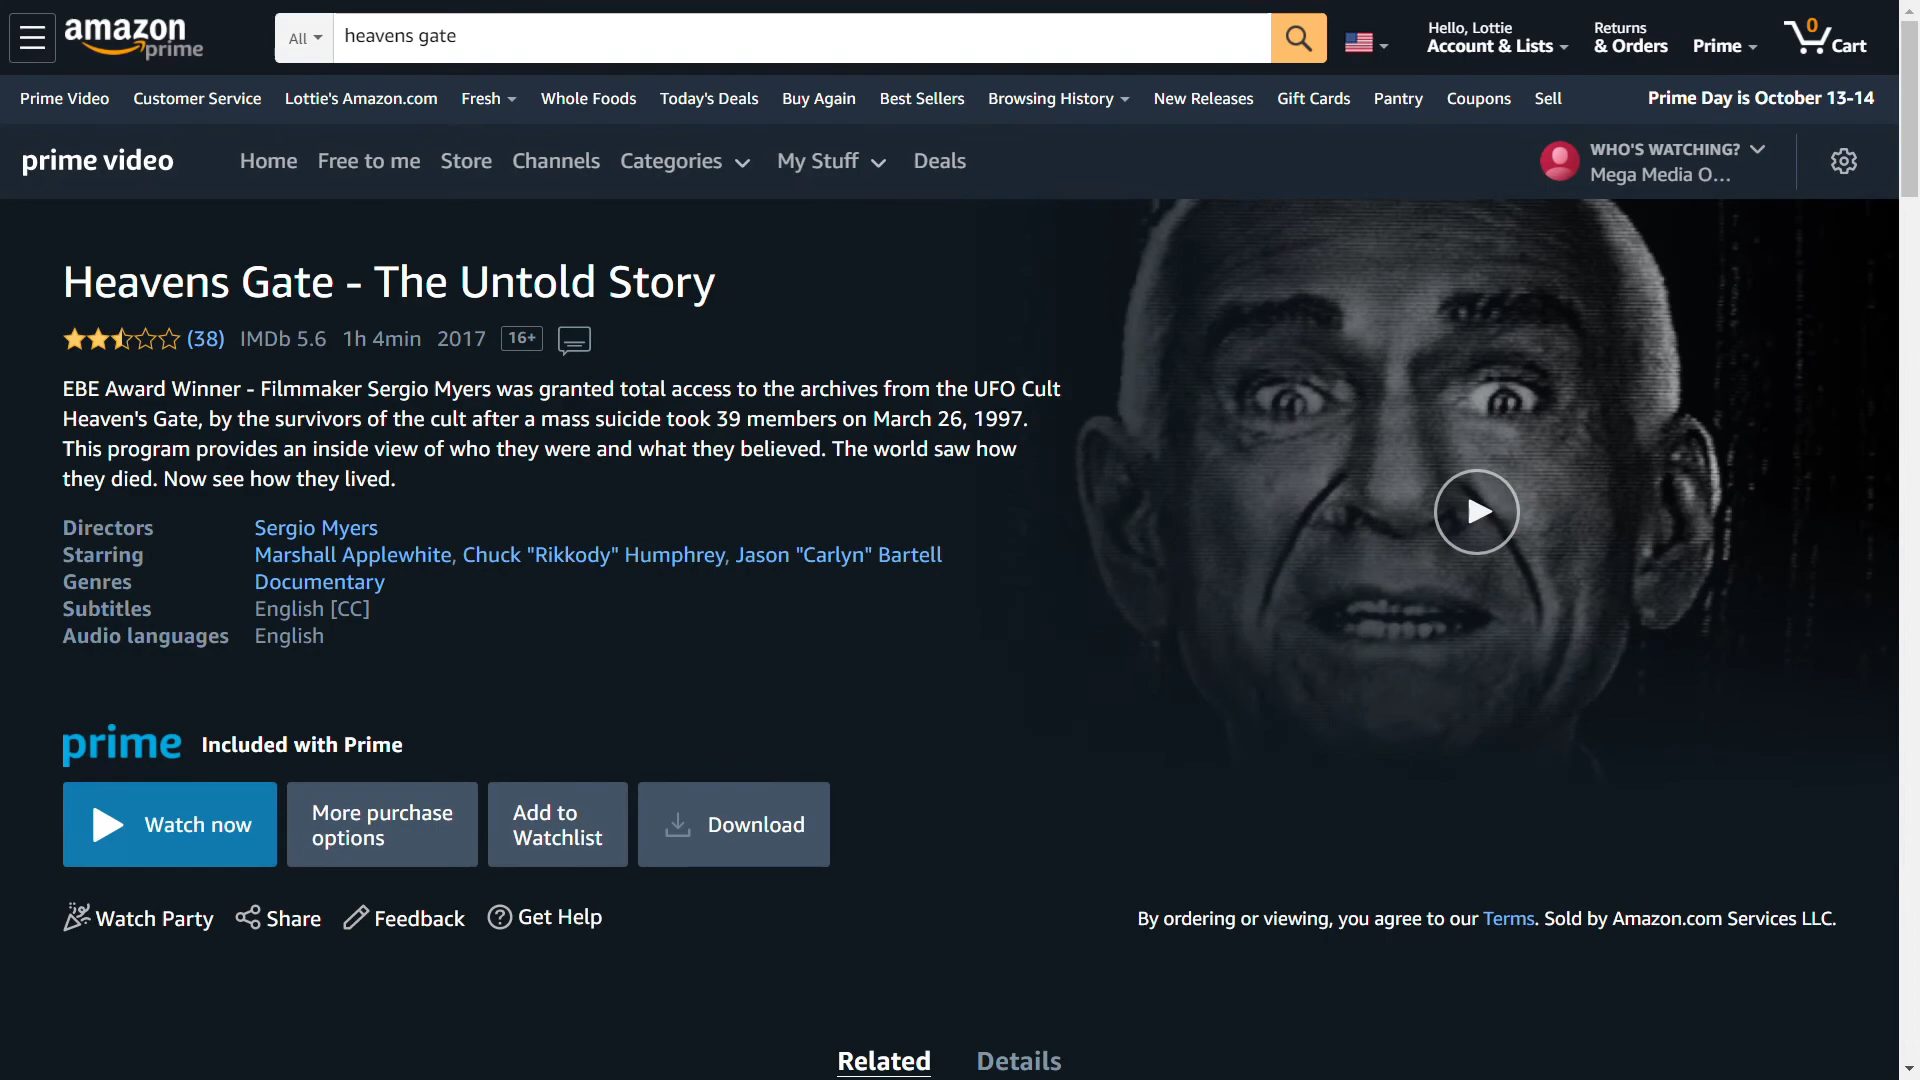 amazon prime
All
heavens gate
Hello, Lottie
Account & Lists
Returns
& Orders
Prime
0
Cart
Prime Video Customer Service Lottie's Amazon.com Fresh Whole Foods Today's Deals Buy Again Best Sellers Browsing History New Releases Gift Cards Pantry Coupons Sell Prime Day is October 13-14
prime video Home Free to me Store Channels Categories My Stuff Deals
WHO'S WATCHING?
Mega Media O...
Heavens Gate - The Untold Story
(38) IMDb 5.6 1h 4min 2017 16+
EBE Award Winner - Filmmaker Sergio Myers was granted total access to the archives from the UFO Cult
Heaven's Gate, by the survivors of the cult after a mass suicide took 39 members on March 26, 1997.
This program provides an inside view of who they were and what they believed. The world saw how
they died. Now see how they lived.
Directors Sergio Myers
Starring Marshall Applewhite, Chuck "Rikkody" Humphrey, Jason "Carlyn" Bartell
Genres Documentary
Subtitles English [CC]
Audio languages English
prime Included with Prime
Watch now
More purchase
options
Add to
Watchlist
Download
Watch Party Share Feedback Get Help
By ordering or viewing, you agree to our Terms. Sold by Amazon.com Services LLC.
Related Details